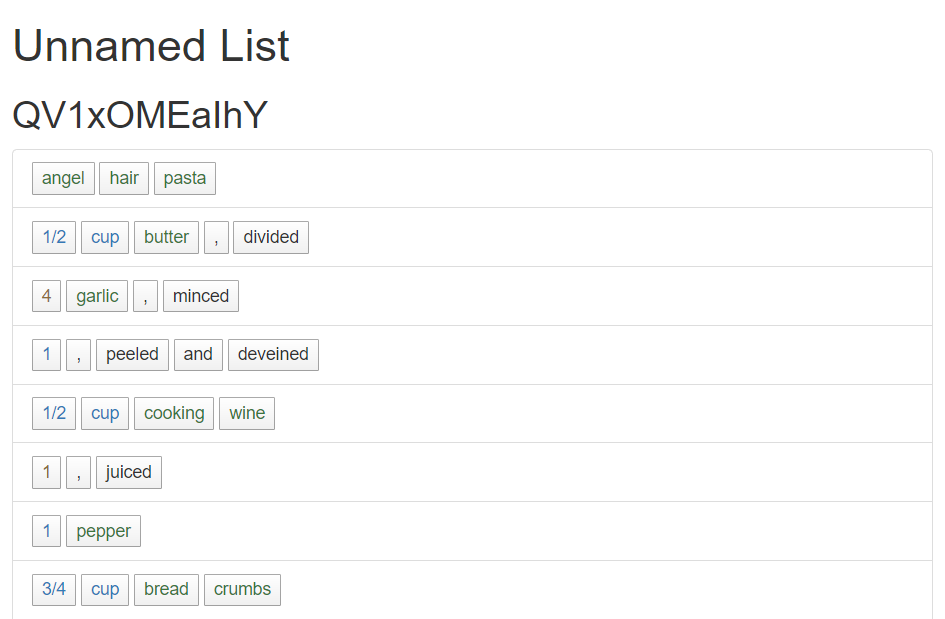 Unnamed List
QV1xOMEaIhY
angel hair pasta
1/2 cup butter , divided
4 garlic , minced
1 , peeled and deveined
1/2 cup cooking wine
1 , juiced
1 pepper
3/4 cup bread crumbs